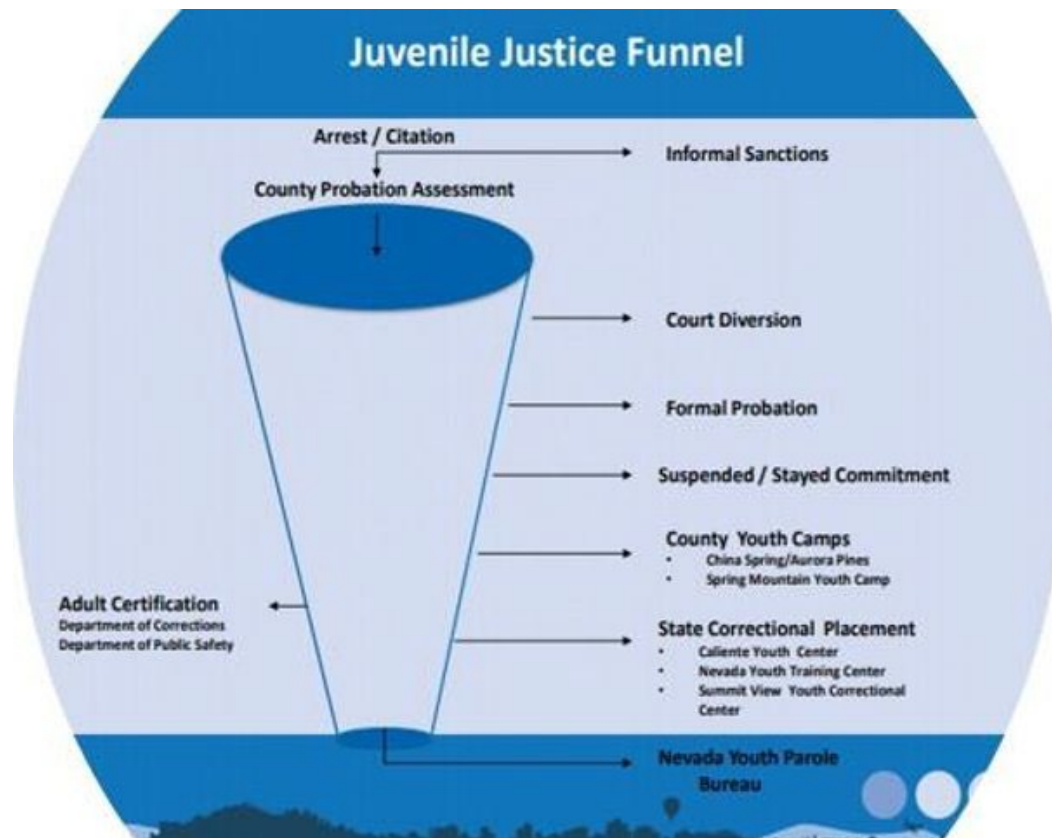 Juvenile Justice Funnel
Arrest / Citation
Informal Sanctions
County Probation Assessment
Court Diversion
Formal Probation
Suspended / Stayed Commitment
County Youth Camps
• China Spring/Aurora Pines
• Spring Mountain Youth Camp
Adult Certification
Department of Corrections
Department of Public Safety
State Correctional Placement
• Caliente Youth Center
• Nevada Youth Training Center
• Summit View Youth Correctional
Center
Nevada Youth Parole
Bureau